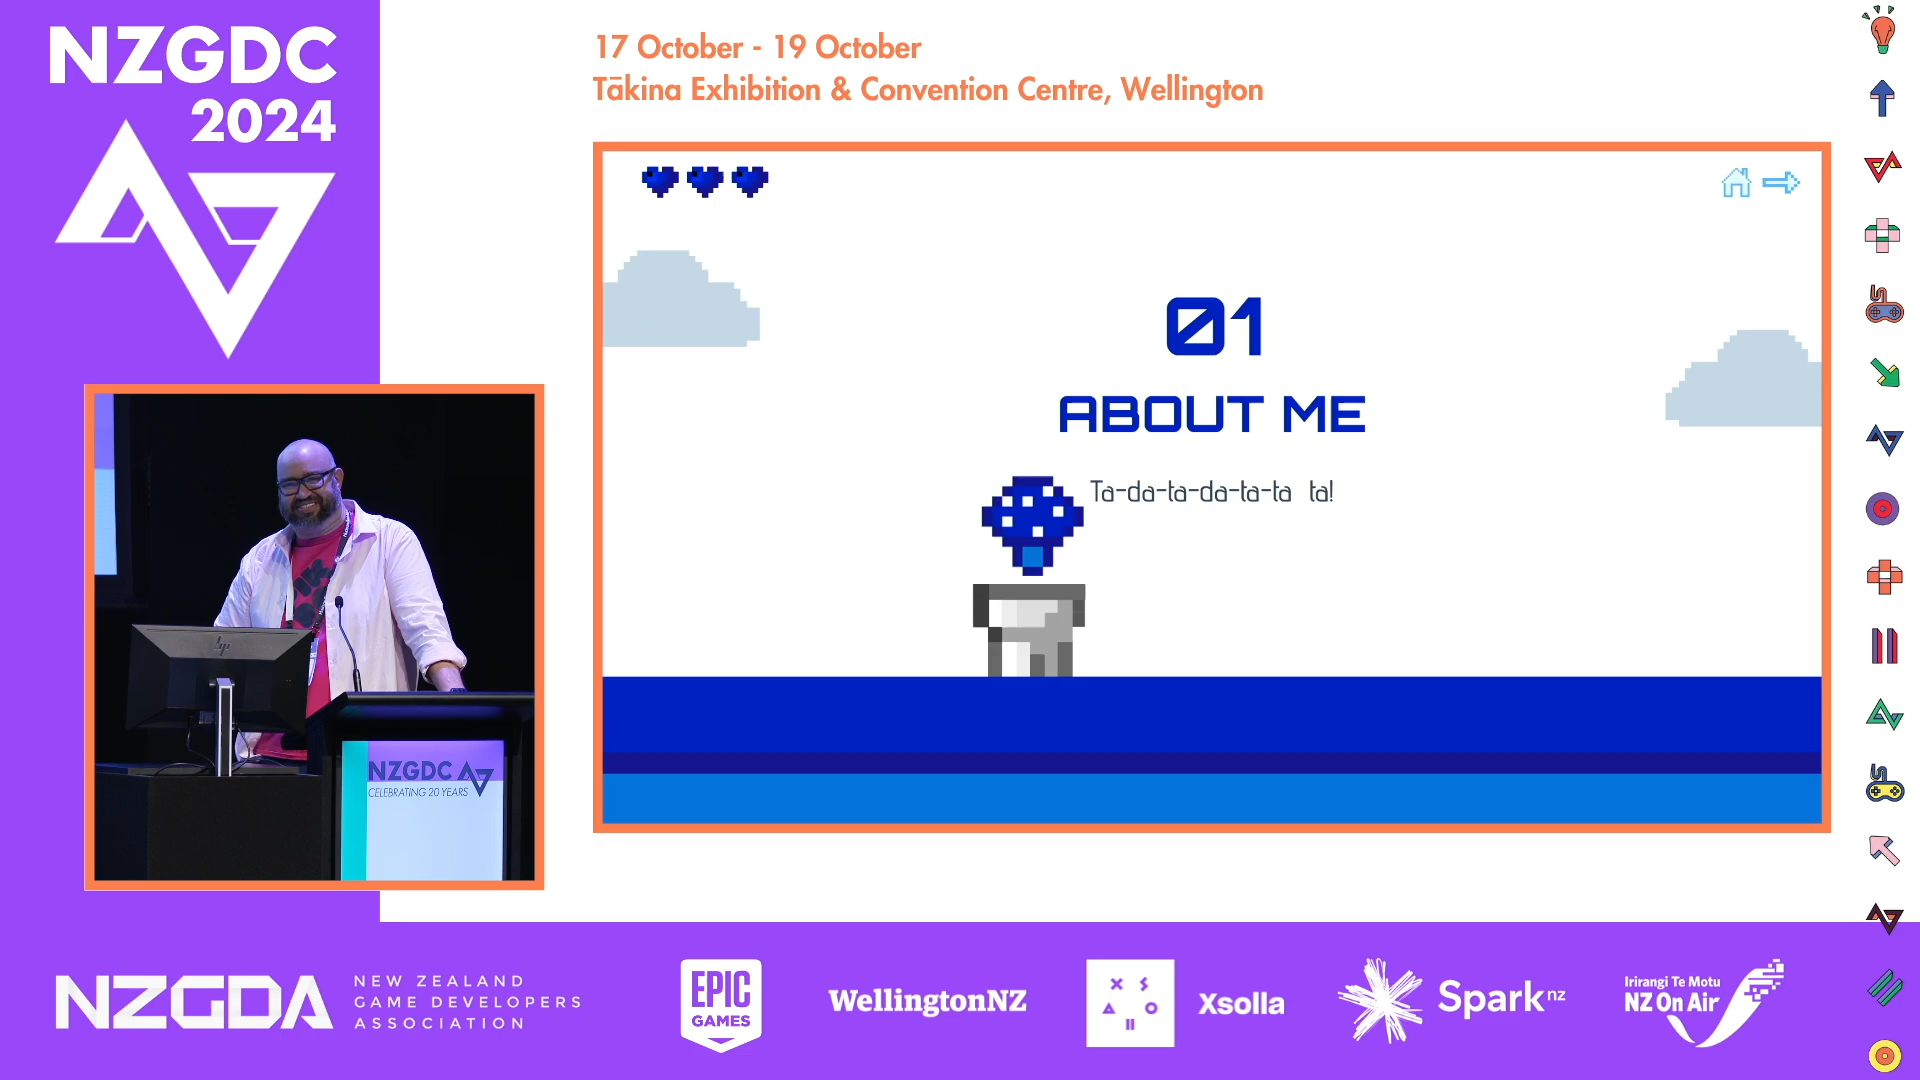 NZGDC
2024
17 October - 19 October
Tākina Exhibition & Convention Centre, Wellington
01
ABOUT ME
Ta-da-ta-da-ta-ta ta!
hp
NZGDC
CELEBRATING 20 YEARS
NZGDA
NEW ZEALAND
GAME DEVELOPERS
ASSOCIATION
EPIC
GAMES
WellingtonNZ
Xsolla
Spark nz
Irirangi Te Motu
NZ On Air